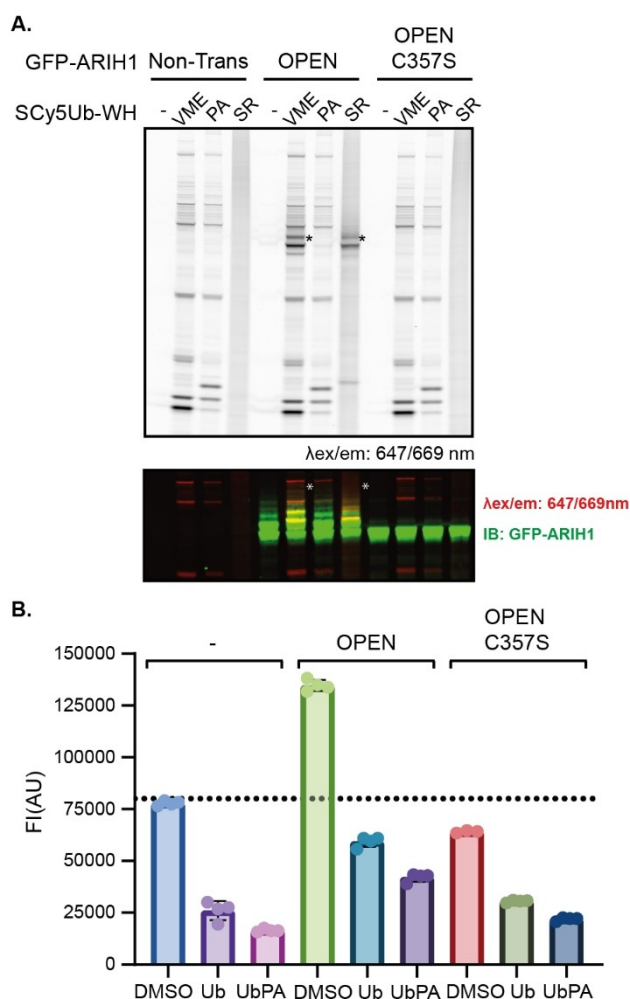 A.
GFP-ARIH1 Non-Trans OPEN OPEN C357S
SCy5Ub-WH - VME PA SR - VME PA SR - VME PA SR
* *
λex/em: 647/669 nm
* *
λex/em: 647/669nm
IB: GFP-ARIH1
B.
- OPEN OPEN C357S
150000
125000
100000
75000
50000
25000
0
FI(AU)
DMSO Ub UbPA DMSO Ub UbPA DMSO Ub UbPA